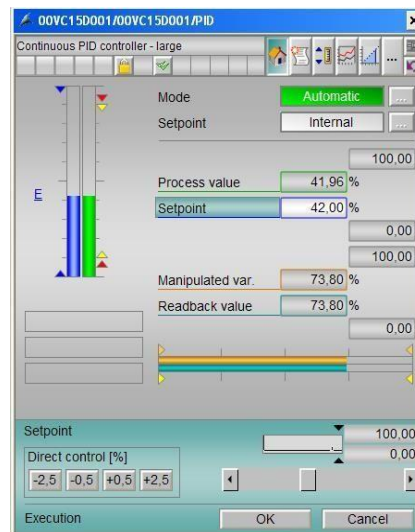 00VC15D001/00VC15D001/PID
Continuous PID controller - large
...
Mode Automatic ...
Setpoint Internal ...
100,00
Process value 41,96 %
E
Setpoint 42,00 %
0,00
100,00
Manipulated var. 73,80 %
Readback value 73,80 %
0,00
Setpoint
100,00
0,00
Direct control [%]
-2,5 -0,5 +0,5 +2,5
Execution OK Cancel